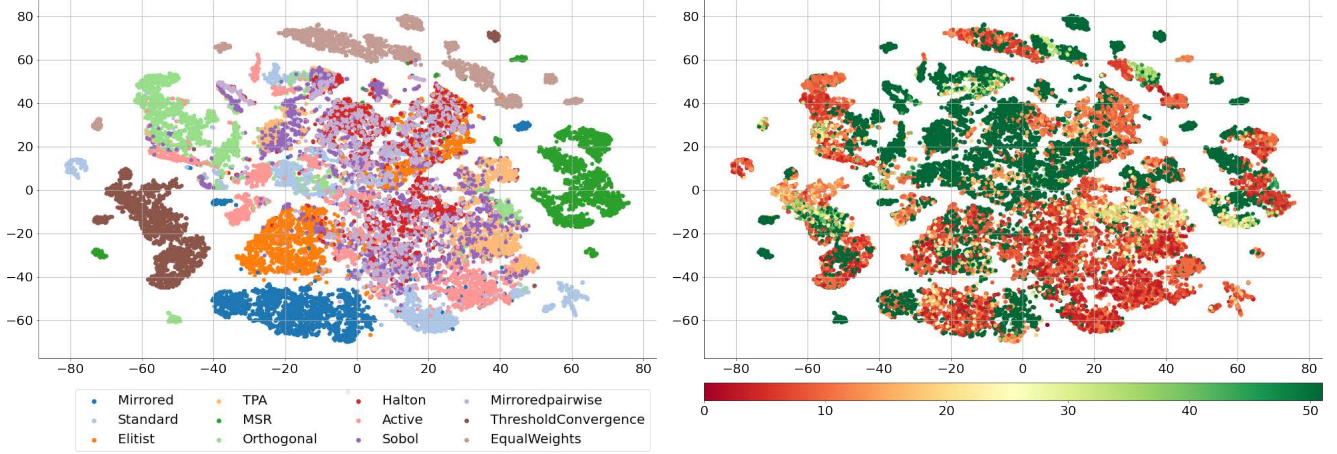 80
60
40
20
0
−20
−40
−60
−80 −60 −40 −20 0 20 40 60 80
80
60
40
20
0
−20
−40
−60
−80 −60 −40 −20 0 20 40 60 80
Mirrored TPA Halton Mirroredpairwise
Standard MSR Active ThresholdConvergence
Elitist Orthogonal Sobol EqualWeights
0 10 20 30 40 50